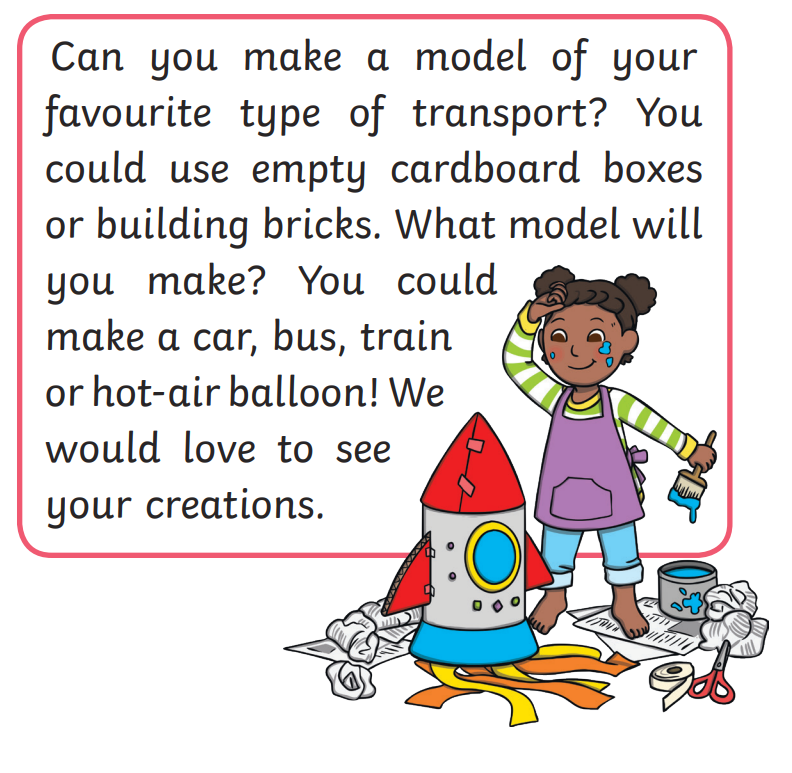 Can you make a model of your
favourite type of transport? You
could use empty cardboard boxes
or building bricks. What model will
you make? You could
make a car, bus, train
or hot-air balloon! We
would love to see
your creations.